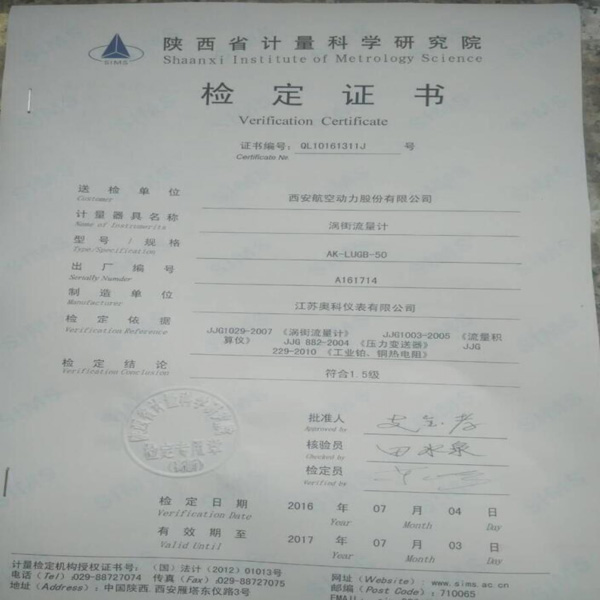 陕西省计量科学研究院
Shaanxi Institute of Metrology Science
SIMS
检定证书
Verification Certificate
证书编号: QL10161311J 号
Certificate Nr.
送检单位 西安航空动力股份有限公司
Costumer
计量器具名称 涡街流量计
Name of Instruments
型号/规格 AK-LUGB-50
Type/Specification
出厂编号 A161714
Serially Number
制造单位 江苏奥科仪表有限公司
Manufacturer
检定依据 JJG1029-2007 《涡街流量计》 JJG1003-2005 《流量积
Verification Reference 算仪》 JJG 882-2004 《压力变送器》 JJG
229-2010 《工业铂、铜热电阻》
检定结论 符合1.5级
Verification Conclusion
批准人
Approved by
核验员 田水泉
Checked by
检定员
Verified by
检定日期 2016 年 07 月 04 日
Verification Date Year Month Day
有效期至 2017 年 07 月 03 日
Valid Until Year Month Day
计量检定机构授权证书号: (国)法计(2012)01013号
电话(Tel):029-88727074 传真(Fax):029-88727075 网址(Website): www.sims.ac.cn
地址(Address):中国陕西.西安雁塔东仪路3号 邮编(Post Code): 710065